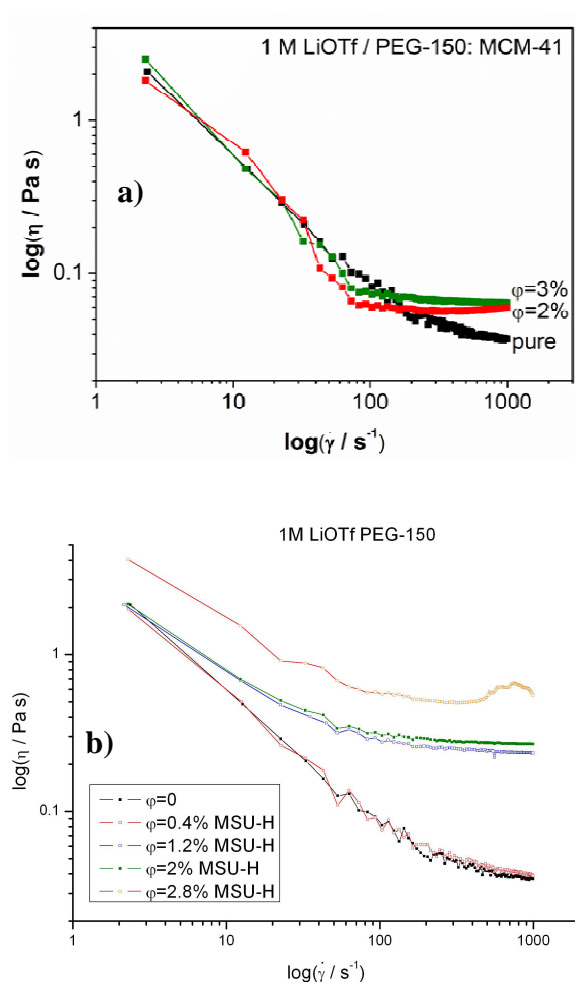 1 M LiOTf / PEG-150: MCM-41
a)
log(η / Pa s)
1
0.1
φ=3%
φ=2%
pure
1
10
100
1000
log(γ̇ / s⁻¹)
1M LiOTf PEG-150
b)
log(η / Pa s)
1
0.1
φ=0
φ=0.4% MSU-H
φ=1.2% MSU-H
φ=2% MSU-H
φ=2.8% MSU-H
1
10
100
1000
log(γ̇ / s⁻¹)